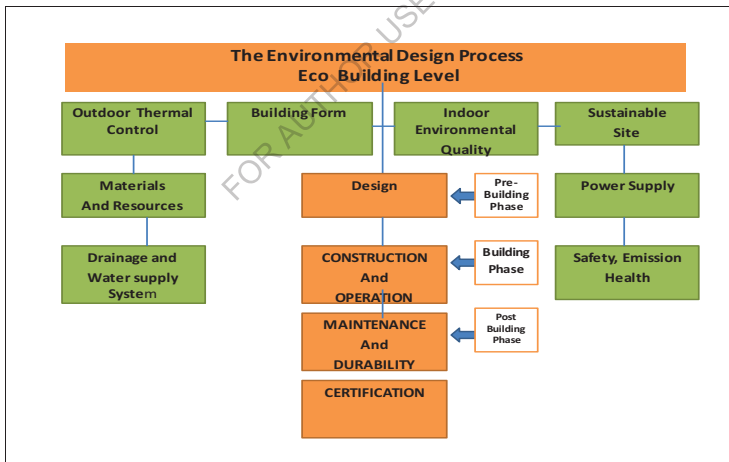 The Environmental Design Process
Eco Building Level
Outdoor Thermal
Control
Building Form
Indoor
Environmental
Quality
Sustainable
Site
Materials
And Resources
Design
Pre-
Building
Phase
Power Supply
Drainage and
Water supply
System
CONSTRUCTION
And
OPERATION
Building
Phase
Safety, Emission
Health
MAINTENANCE
And
DURABILITY
Post
Building
Phase
CERTIFICATION
FOR AUTHOR USE